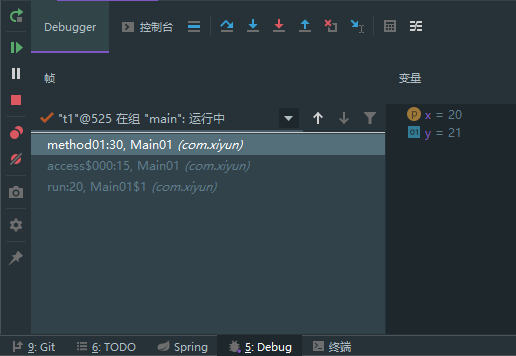 Debugger 控制台
帧 变量
"t1"@525 在组 "main": 运行中
p x = 20
01 y = 21
method01:30, Main01 (com.xiyun)
access$000:15, Main01 (com.xiyun)
run:20, Main01$1 (com.xiyun)
9: Git 6: TODO Spring 5: Debug 终端